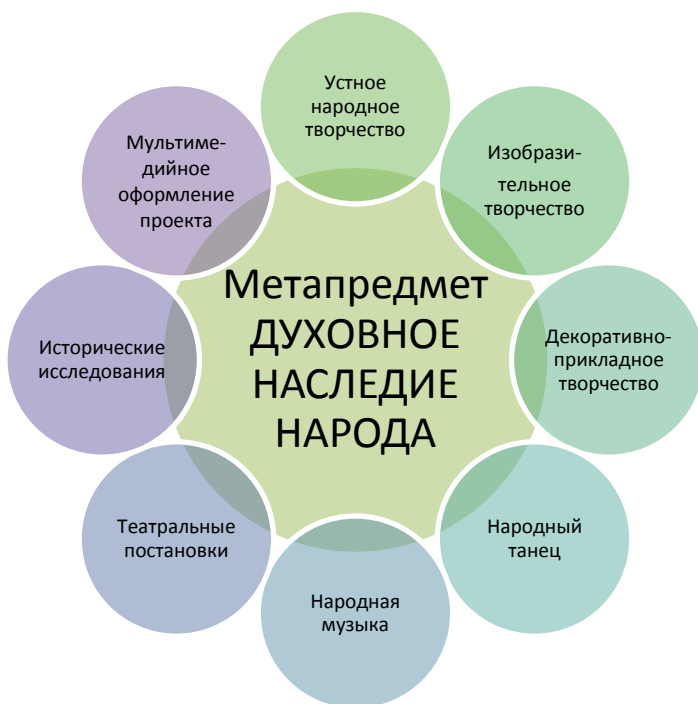 Устное
народное
творчество
Изобрази-
тельное
творчество
Декоративно-
прикладное
творчество
Народный
танец
Народная
музыка
Театральные
постановки
Исторические
исследования
Мультиме-
дийное
оформление
проекта
Метапредмет
ДУХОВНОЕ
НАСЛЕДИЕ
НАРОДА